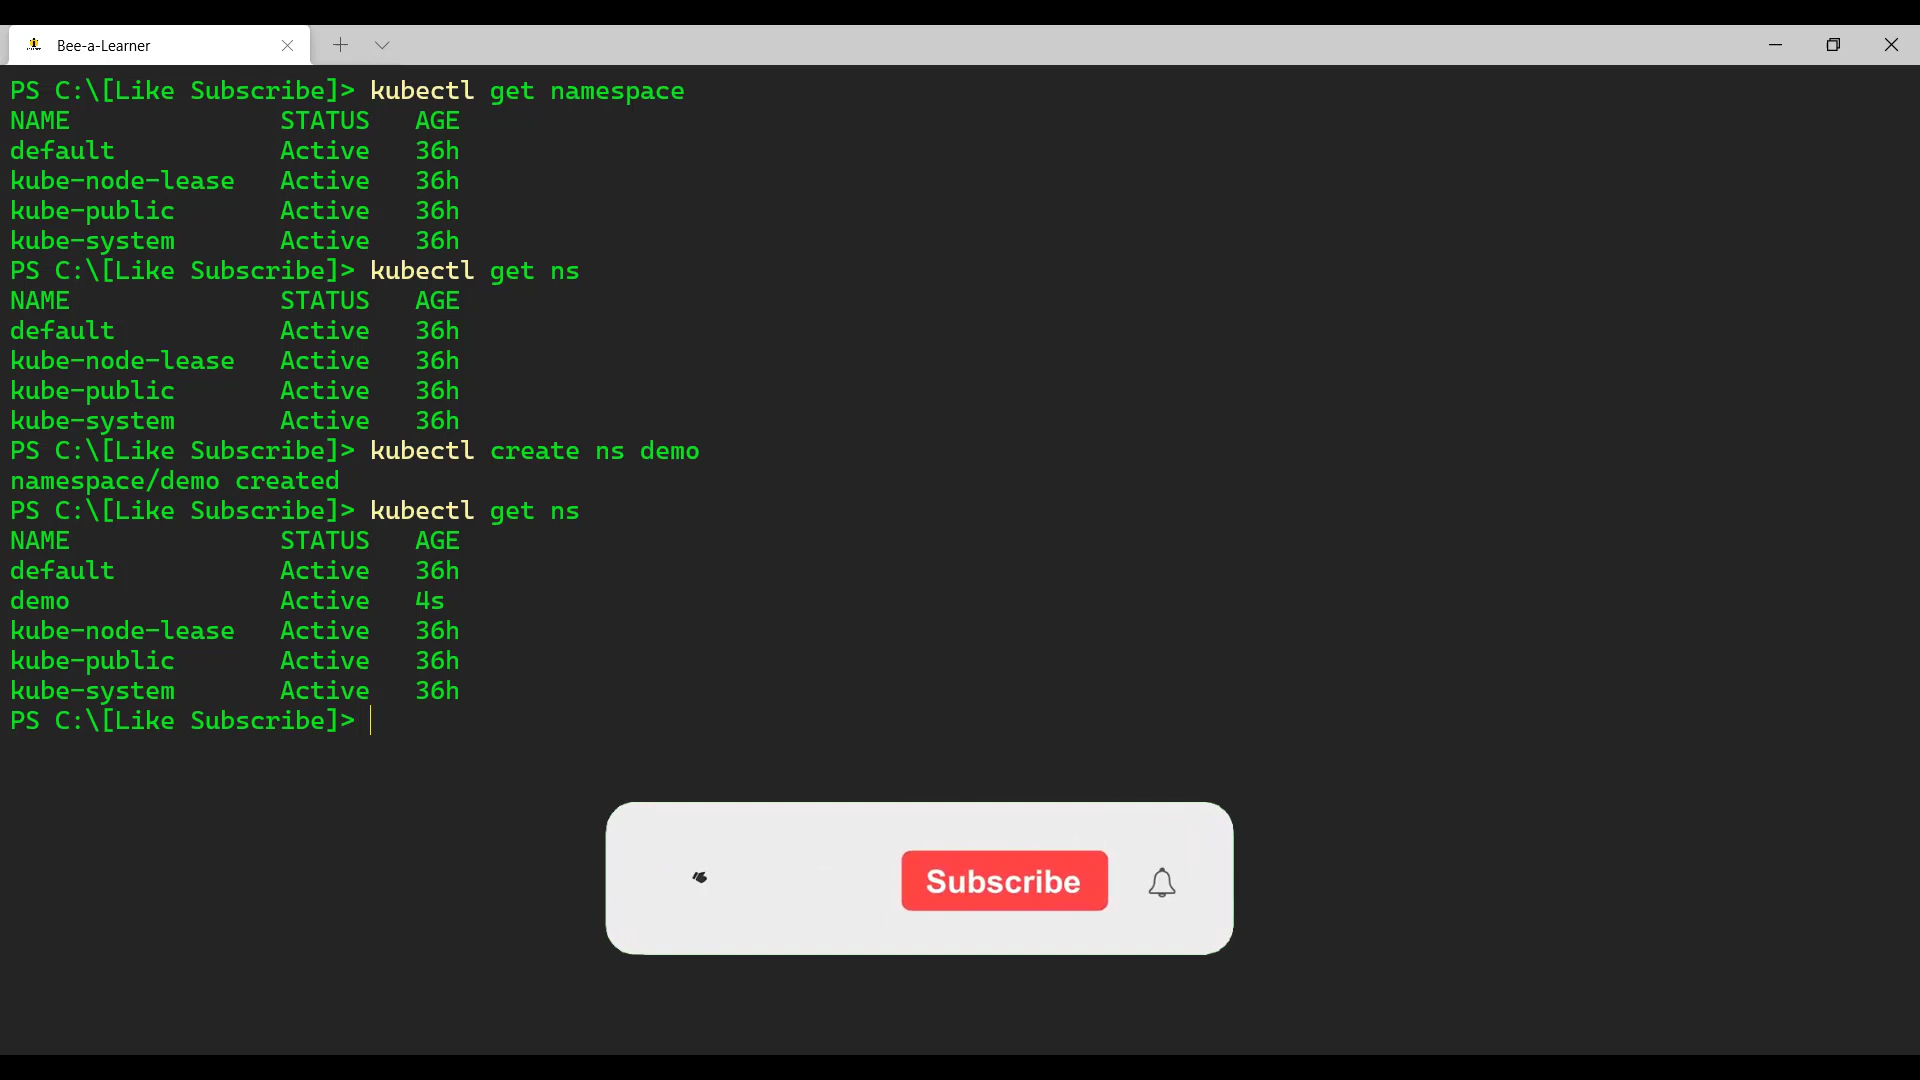 Bee-a-Learner
PS C:\[Like Subscribe]> kubectl get namespace
NAME              STATUS   AGE
default           Active   36h
kube-node-lease   Active   36h
kube-public       Active   36h
kube-system       Active   36h
PS C:\[Like Subscribe]> kubectl get ns
NAME              STATUS   AGE
default           Active   36h
kube-node-lease   Active   36h
kube-public       Active   36h
kube-system       Active   36h
PS C:\[Like Subscribe]> kubectl create ns demo
namespace/demo created
PS C:\[Like Subscribe]> kubectl get ns
NAME              STATUS   AGE
default           Active   36h
demo              Active   4s
kube-node-lease   Active   36h
kube-public       Active   36h
kube-system       Active   36h
PS C:\[Like Subscribe]>
Subscribe